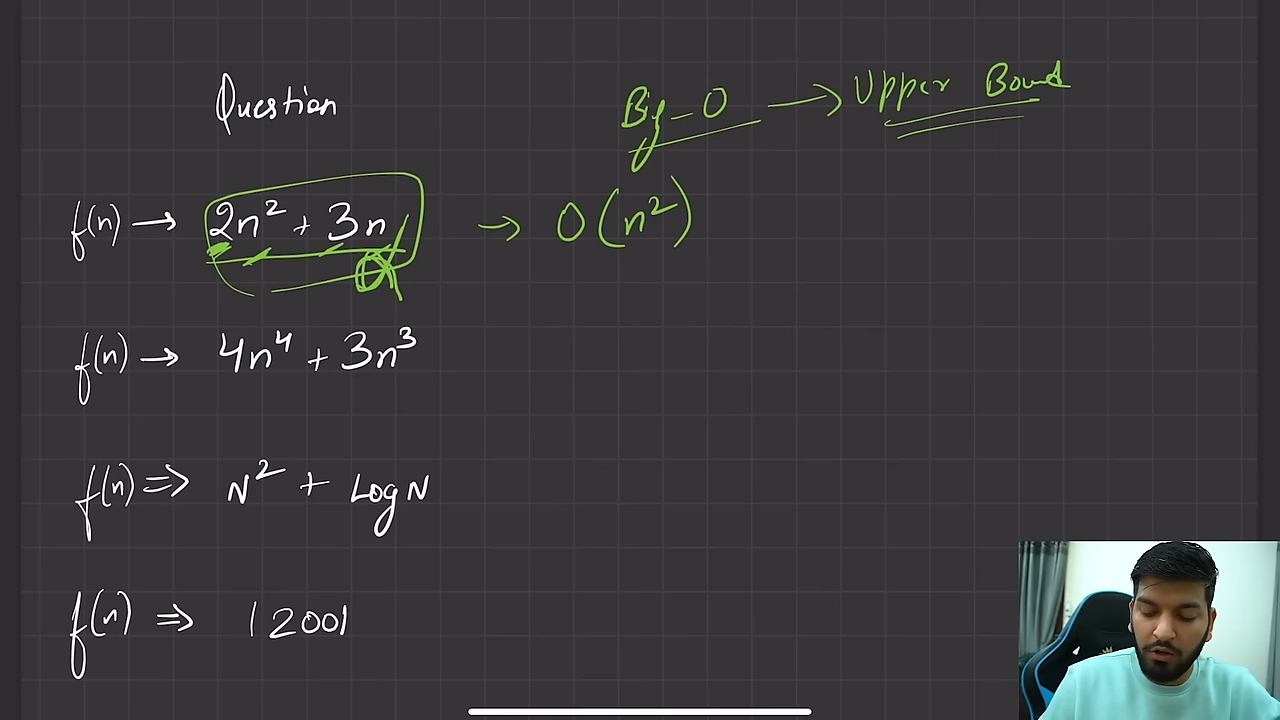 Question
Big-O → Upper Bound
f(n) → 2n² + 3n → O(n²)
f(n) → 4n⁴ + 3n³
f(n) ⇒ N² + Log N
f(n) ⇒ 12001